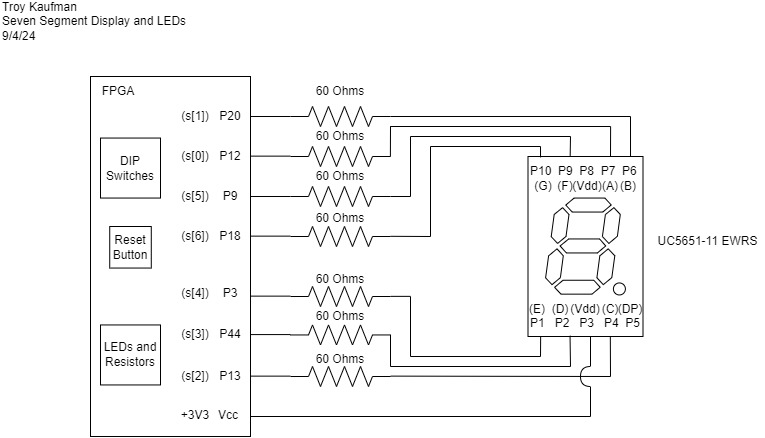 Troy Kaufman
Seven Segment Display and LEDs
9/4/24
FPGA
60 Ohms
(s[1]) P20
60 Ohms
(s[0]) P12
DIP
Switches
60 Ohms
(s[5]) P9
60 Ohms
(s[6]) P18
Reset
Button
60 Ohms
(s[4]) P3
60 Ohms
(s[3]) P44
LEDs and
Resistors
60 Ohms
(s[2]) P13
+3V3 Vcc
P10 P9 P8 P7 P6
(G) (F)(Vdd)(A) (B)
UC5651-11 EWRS
(E) (D) (Vdd) (C)(DP)
P1 P2 P3 P4 P5